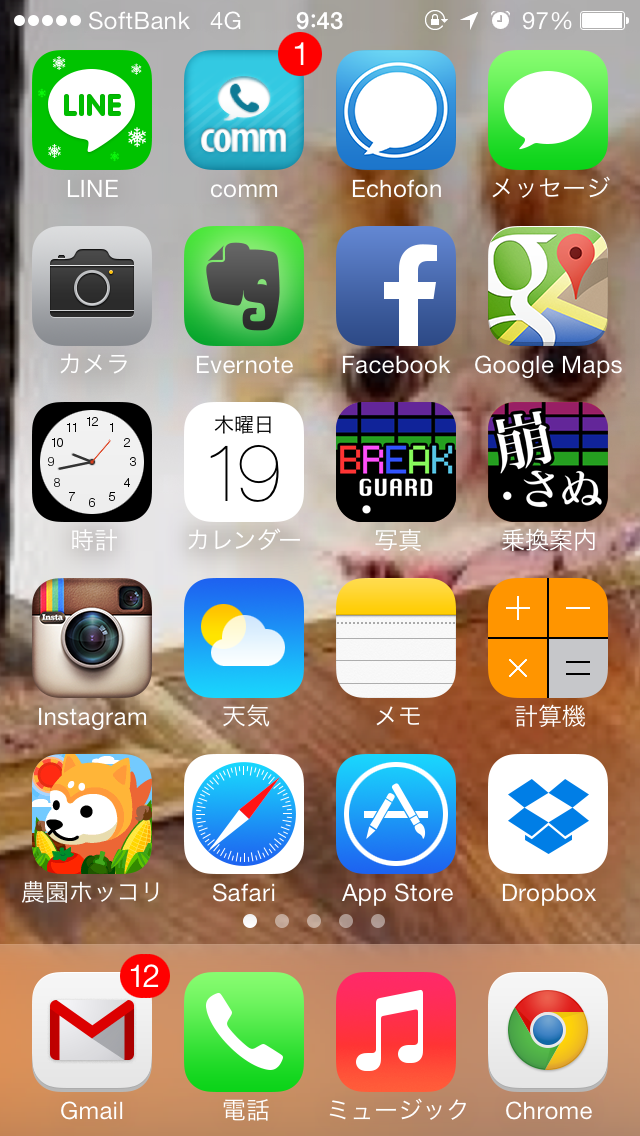 SoftBank 4G 9:43 97%
1
LINE
comm
LINE comm Echofon メッセージ
カメラ Evernote Facebook Google Maps
12 1 2 3 4 5 6 7 8 9 10 11
木曜日
19
BREAK
GUARD
崩
・さぬ
時計 カレンダー 写真 乗換案内
Insta
Instagram 天気 メモ 計算機
農園ホッコリ Safari App Store Dropbox
12
Gmail 電話 ミュージック Chrome